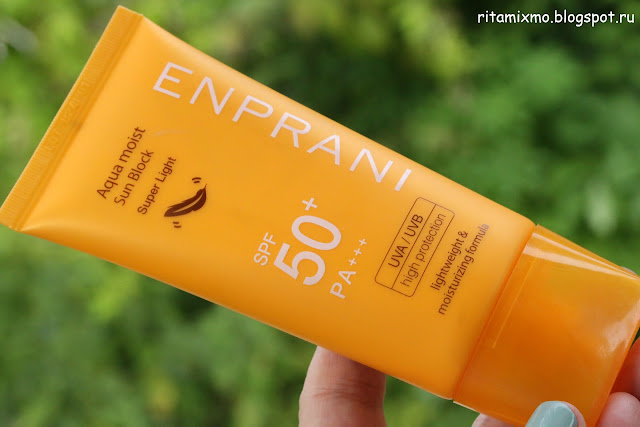 ritamixmo.blogspot.ru
ENPRANI
Aqua moist
Sun Block
Super Light
SPF
50+
PA+++
UVA / UVB
high protection
lightweight &
moisturizing formula